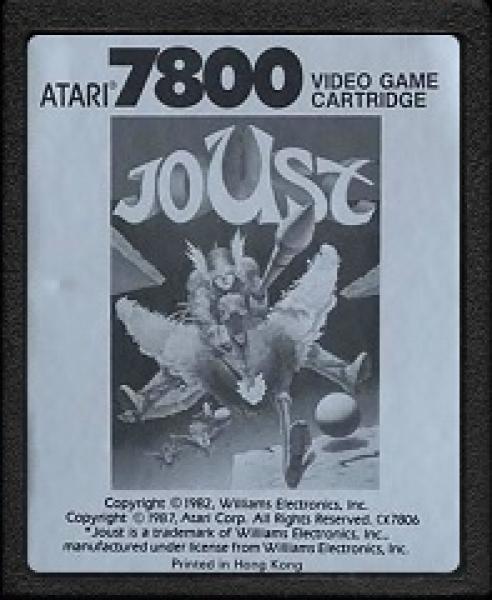 ATARI® 7800 VIDEO GAME
CARTRIDGE
JOUST
Copyright © 1982, Williams Electronics, Inc.
Copyright © 1987, Atari Corp. All Rights Reserved. CX7806
"Joust is a trademark of Williams Electronics, Inc.,
manufactured under license from Williams Electronics, Inc.
Printed in Hong Kong